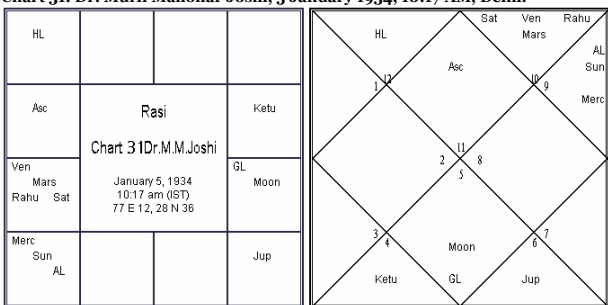 Chart 31. Dr. Murli Manohar Joshi, 5 January 1934, 10.17 AM, Delhi.
HL
Asc
Rasi
Ketu
Chart 31Dr.M.M.Joshi
Ven
Mars
Rahu Sat
January 5, 1934
10:17 am (IST)
77 E 12, 28 N 36
GL
Moon
Merc
Sun
AL
Jup
HL
Sat Ven Rahu
Mars
Asc
AL
Sun
1 12
10 9
Merc
11
2 8
5
3
4
7
6
Moon
Ketu
GL
Jup